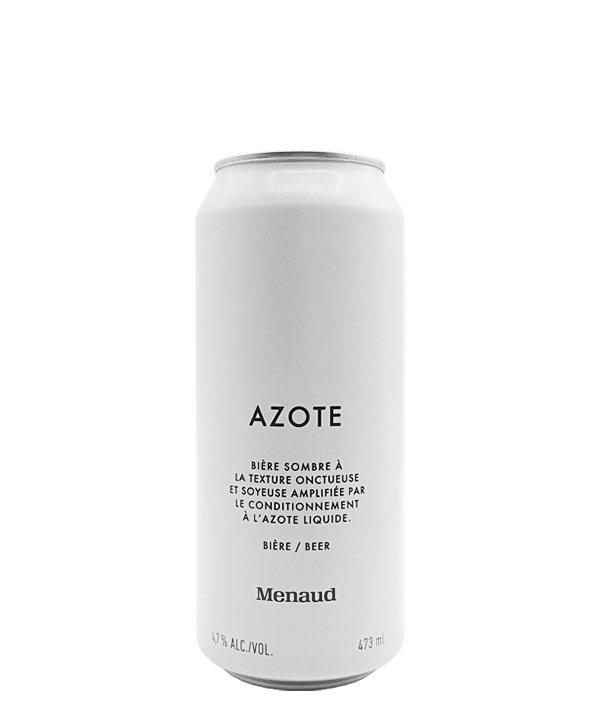 AZOTE
BIÈRE SOMBRE À
LA TEXTURE ONCTUEUSE
ET SOYEUSE AMPLIFIÉE PAR
LE CONDITIONNEMENT
À L'AZOTE LIQUIDE.
BIÈRE / BEER
Menaud
4,7% ALC./VOL.
473 ml